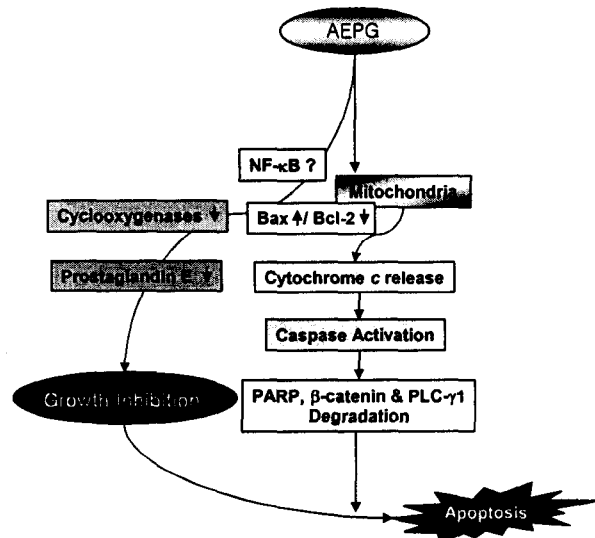 AEPG
NF-κB ?
Mitochondria
Cyclooxygenases ↓
Bax ↑/ Bcl-2 ↓
Prostaglandin E ↓
Cytochrome c release
Caspase Activation
Growth Inhibition
PARP, β-catenin & PLC-γ1
Degradation
Apoptosis